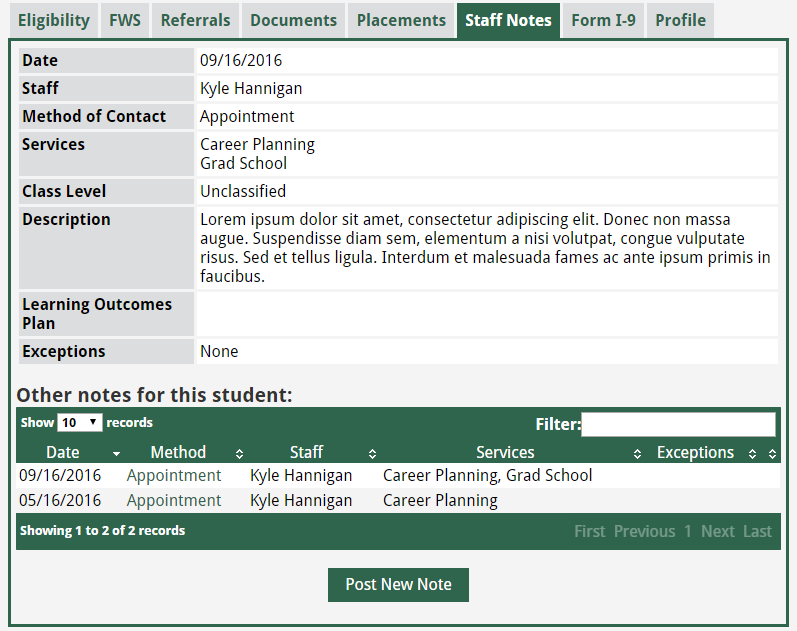 Eligibility FWS Referrals Documents Placements Staff Notes Form I-9 Profile
Date 09/16/2016
Staff Kyle Hannigan
Method of Contact Appointment
Services Career Planning
Grad School
Class Level Unclassified
Description Lorem ipsum dolor sit amet, consectetur adipiscing elit. Donec non massa
augue. Suspendisse diam sem, elementum a nisi volutpat, congue vulputate
risus. Sed et tellus ligula. Interdum et malesuada fames ac ante ipsum primis in
faucibus.
Learning Outcomes
Plan
Exceptions None
Other notes for this student:
Show 10 records Filter:
Date Method Staff Services Exceptions
09/16/2016 Appointment Kyle Hannigan Career Planning, Grad School
05/16/2016 Appointment Kyle Hannigan Career Planning
Showing 1 to 2 of 2 records First Previous 1 Next Last
Post New Note